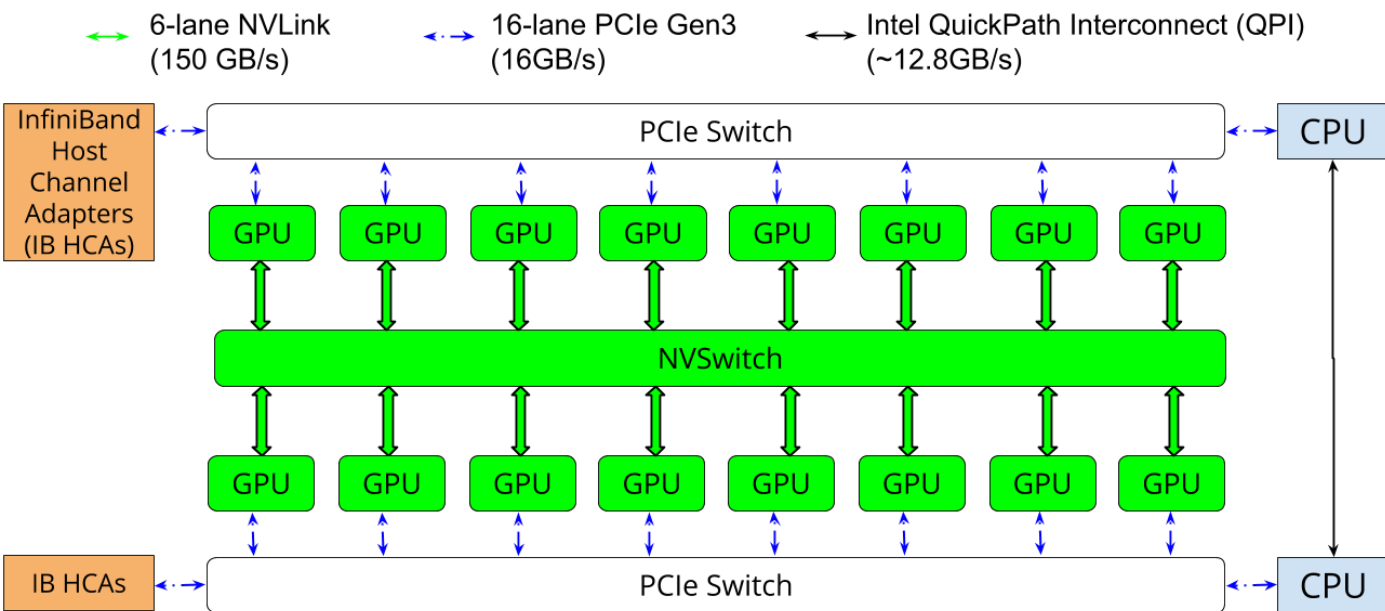 6-lane NVLink
(150 GB/s)
16-lane PCIe Gen3
(16GB/s)
Intel QuickPath Interconnect (QPI)
(~12.8GB/s)
InfiniBand
Host
Channel
Adapters
(IB HCAs)
PCIe Switch
CPU
GPU
GPU
GPU
GPU
GPU
GPU
GPU
GPU
NVSwitch
GPU
GPU
GPU
GPU
GPU
GPU
GPU
GPU
IB HCAs
PCIe Switch
CPU